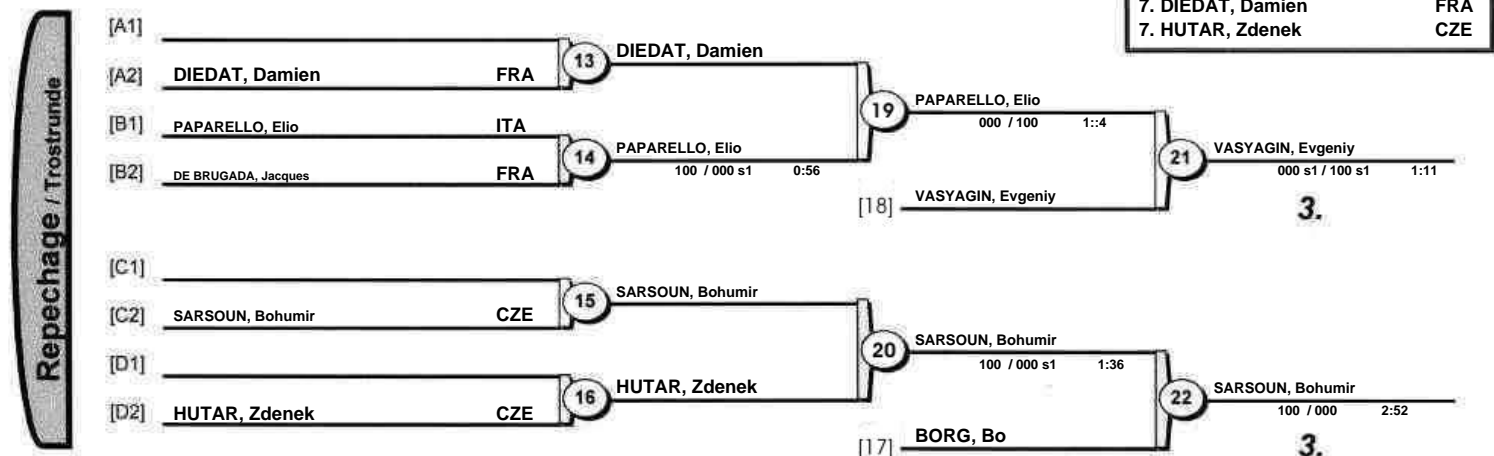 7. DIEDAT, Damien FRA
7. HUTAR, Zdenek CZE
Repechage / Trostrunde
[A1]
[A2] DIEDAT, Damien FRA
13 DIEDAT, Damien
[B1] PAPARELLO, Elio ITA
[B2] DE BRUGADA, Jacques FRA
14 PAPARELLO, Elio
100 / 000 s1 0:56
19 PAPARELLO, Elio
000 / 100 1::4
[18] VASYAGIN, Evgeniy
21 VASYAGIN, Evgeniy
000 s1 / 100 s1 1:11
3.
[C1]
[C2] SARSOUN, Bohumir CZE
15 SARSOUN, Bohumir
[D1]
[D2] HUTAR, Zdenek CZE
16 HUTAR, Zdenek
20 SARSOUN, Bohumir
100 / 000 s1 1:36
[17] BORG, Bo
22 SARSOUN, Bohumir
100 / 000 2:52
3.